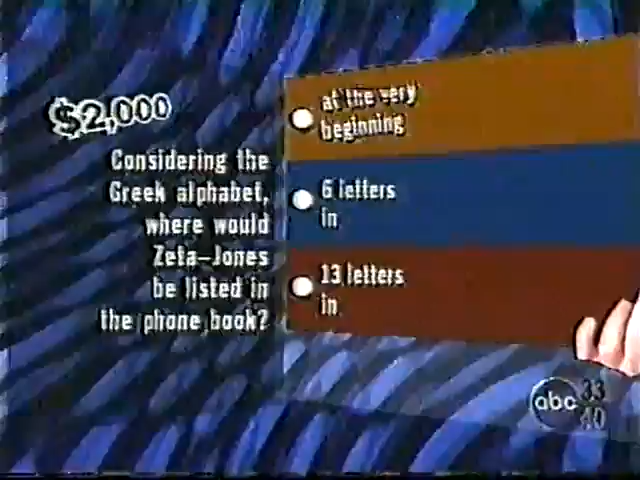 $2,000
Considering the
Greek alphabet,
where would
Zeta-Jones
be listed in
the phone book?
at the very
beginning
6 letters
in
13 letters
in
abc 33
40